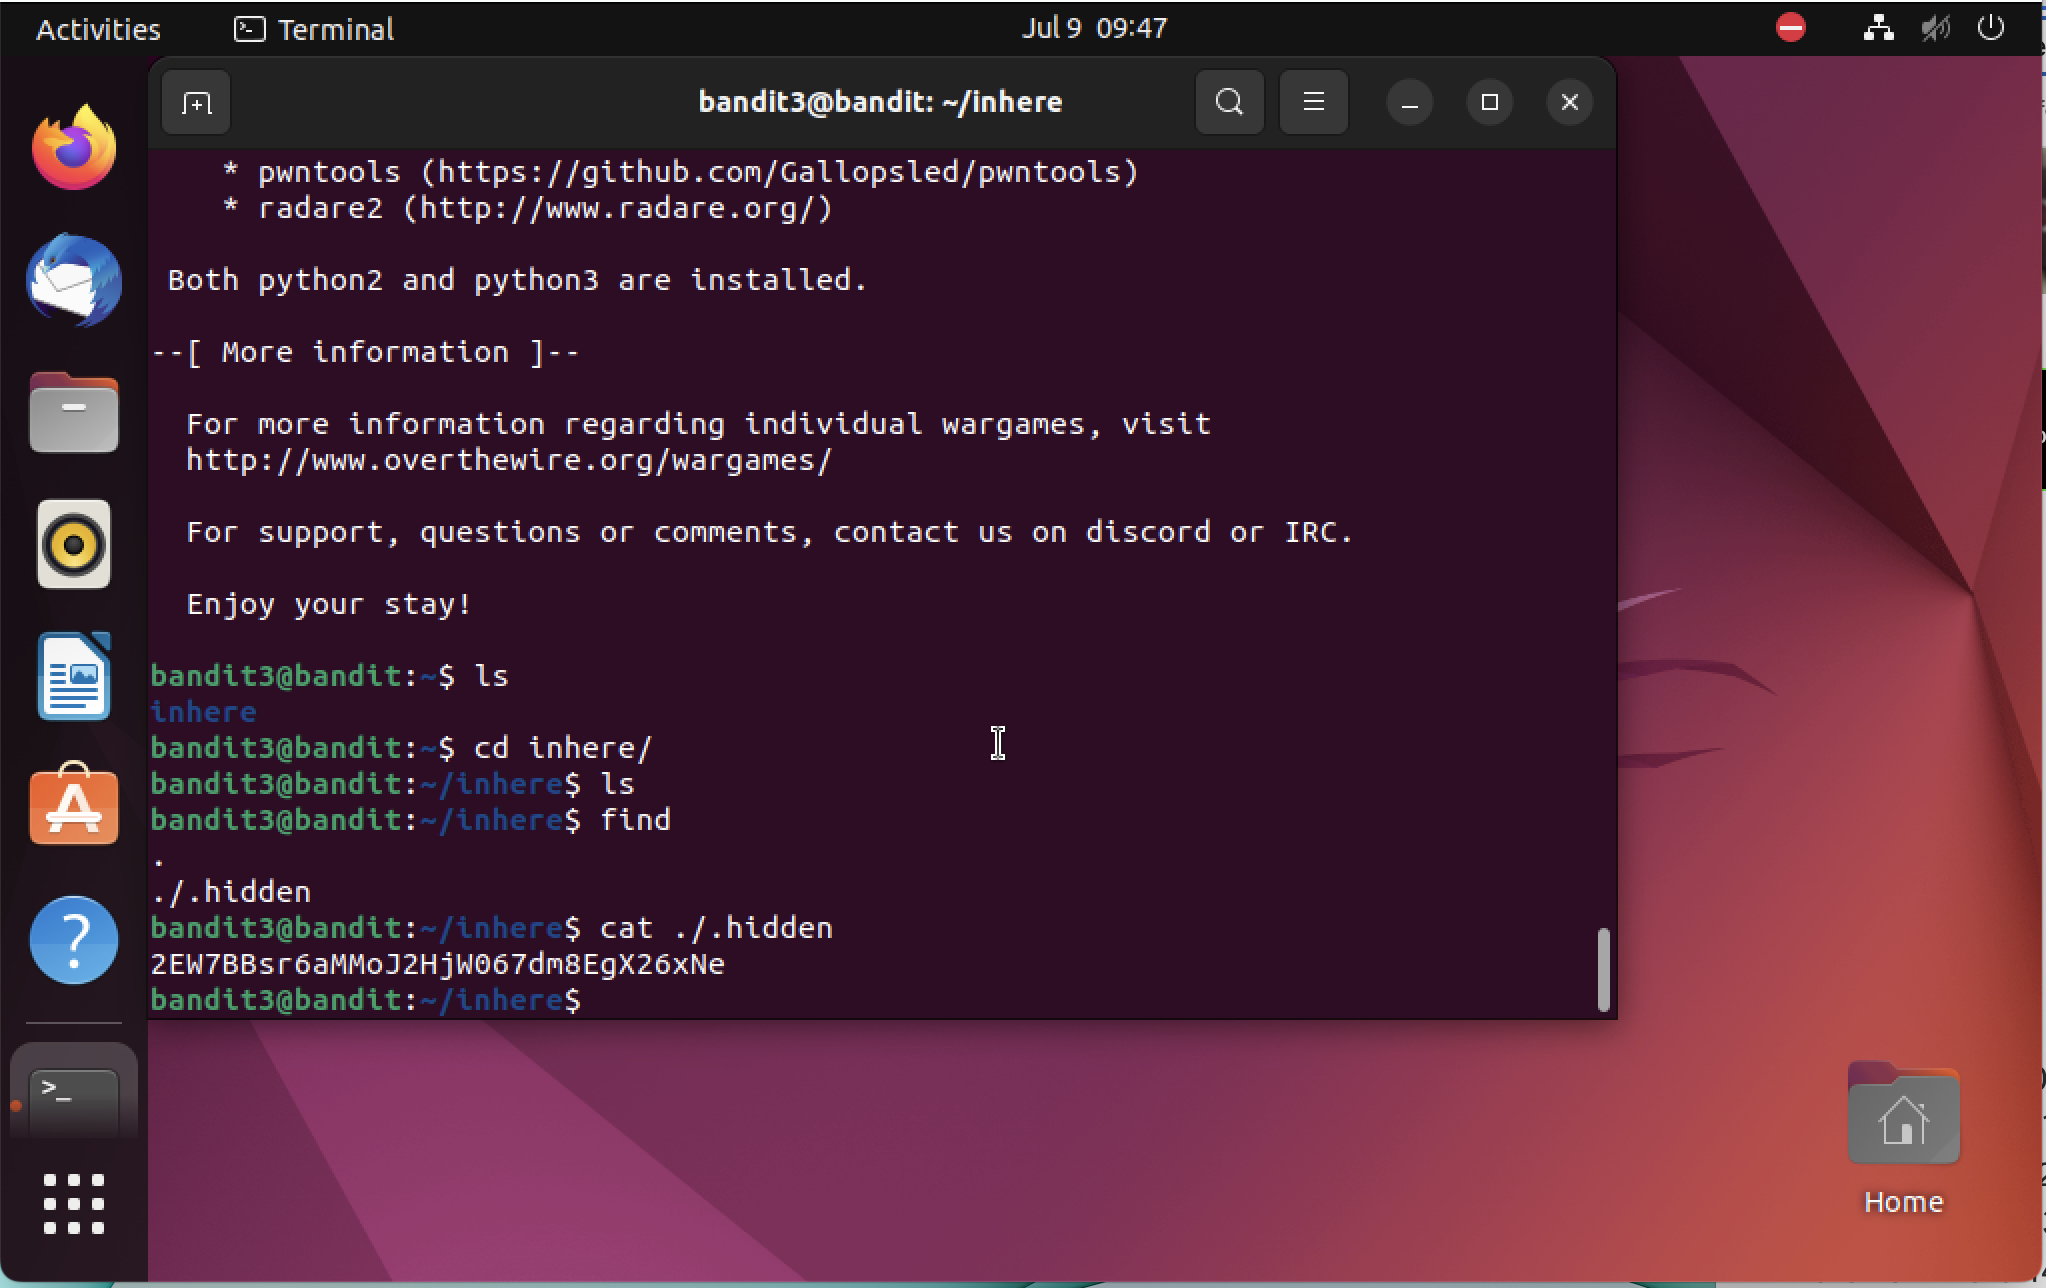 Activities
Terminal
Jul 9 09:47
bandit3@bandit: ~/inhere
* pwntools (https://github.com/Gallopsled/pwntools)
* radare2 (http://www.radare.org/)
Both python2 and python3 are installed.
--[ More information ]--
For more information regarding individual wargames, visit
http://www.overthewire.org/wargames/
For support, questions or comments, contact us on discord or IRC.
Enjoy your stay!
bandit3@bandit:~$ ls
inhere
bandit3@bandit:~$ cd inhere/
bandit3@bandit:~/inhere$ ls
bandit3@bandit:~/inhere$ find
.
./.hidden
bandit3@bandit:~/inhere$ cat ./.hidden
2EW7BBsr6aMMoJ2HjW067dm8EgX26xNe
bandit3@bandit:~/inhere$
Home